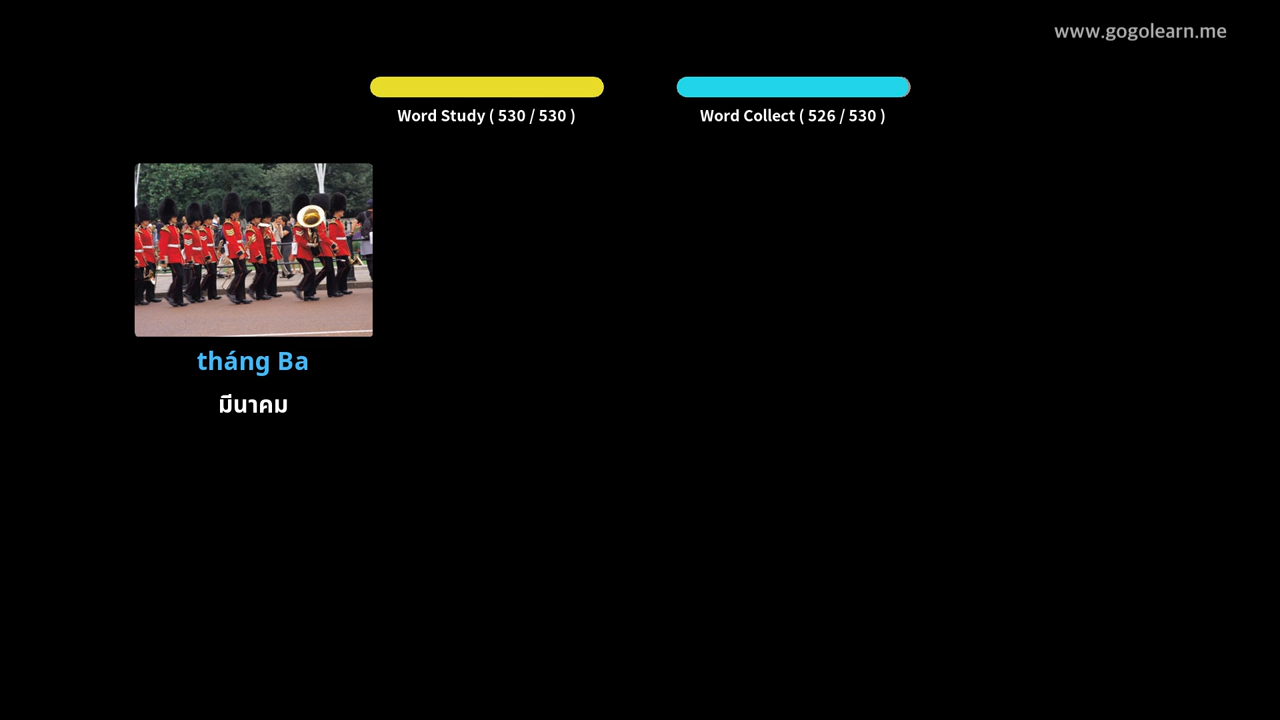 www.gogolearn.me
Word Study ( 530 / 530 )
Word Collect ( 526 / 530 )
tháng Ba
มีนาคม